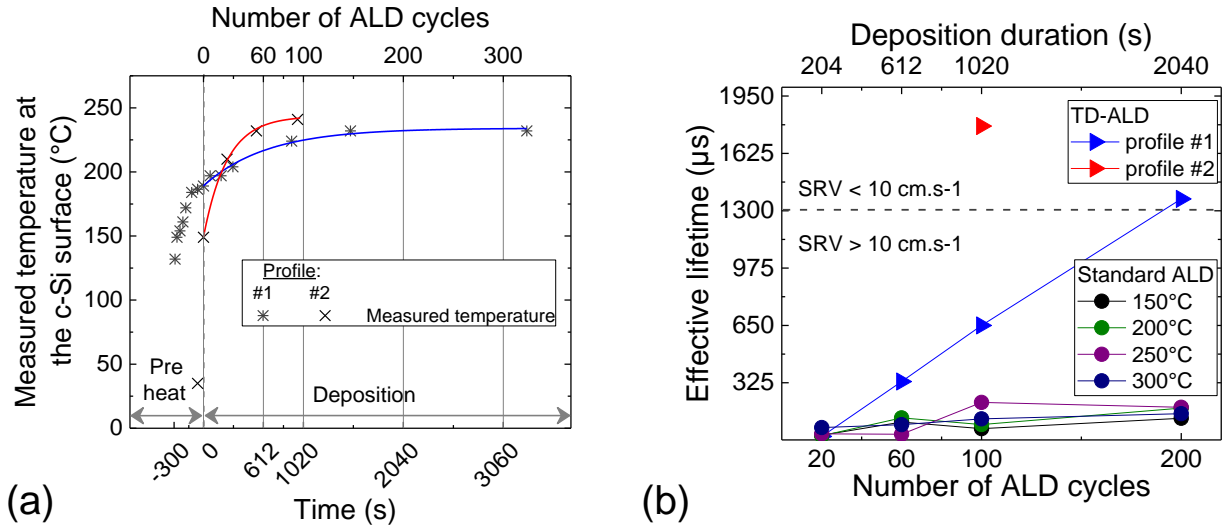 Number of ALD cycles
0 60 100 200 300
Measured temperature at
the c-Si surface (°C)
250
200
150
100
50
0
Profile:
#1 #2
Measured temperature
Pre
heat
Deposition
-300 0 612 1020 2040 3060
Time (s)
(a)
Deposition duration (s)
204 612 1020 2040
Effective lifetime (µs)
1950
1625
1300
975
650
325
TD-ALD
profile #1
profile #2
SRV < 10 cm.s-1
SRV > 10 cm.s-1
Standard ALD
150°C
200°C
250°C
300°C
20 60 100 200
Number of ALD cycles
(b)